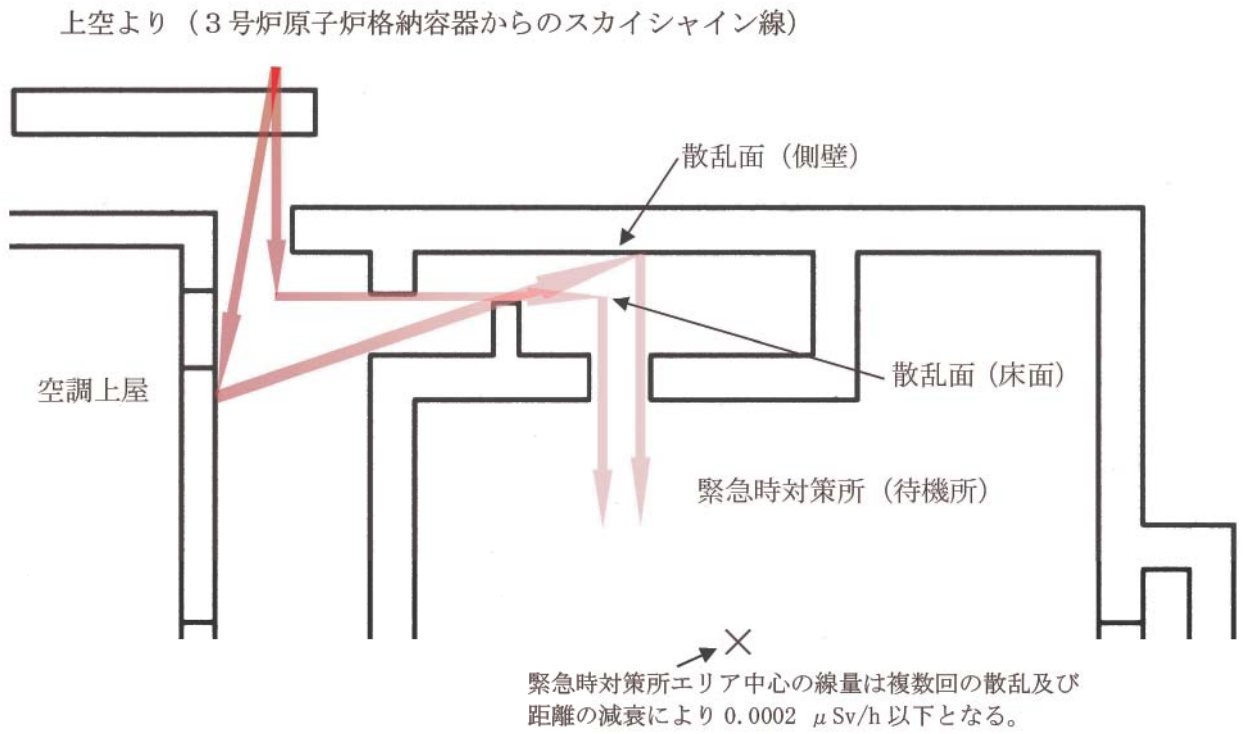 上空より（３号炉原子炉格納容器からのスカイシャイン線）
散乱面（側壁）
空調上屋
散乱面（床面）
緊急時対策所（待機所）
緊急時対策所エリア中心の線量は複数回の散乱及び
距離の減衰により 0.0002 μSv/h 以下となる。